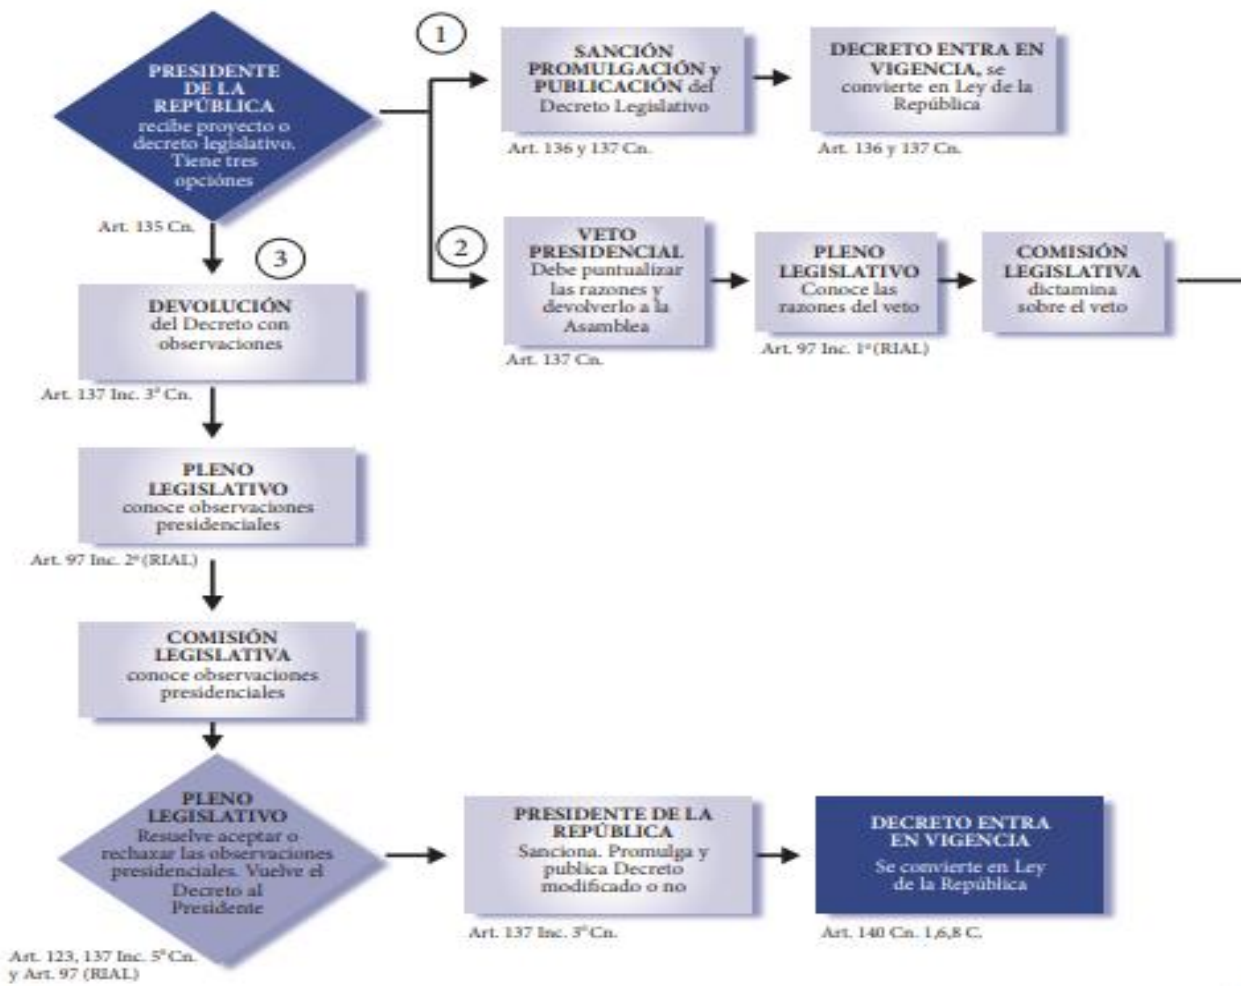 PRESIDENTE
DE LA
REPÚBLICA
recibe proyecto o
decreto legislativo.
Tiene tres
opciónes
Art. 135 Cn.
1
SANCIÓN
PROMULGACIÓN y
PUBLICACIÓN del
Decreto Legislativo
Art. 136 y 137 Cn.
DECRETO ENTRA EN
VIGENCIA, se
convierte en Ley de la
República
Art. 136 y 137 Cn.
2
VETO
PRESIDENCIAL
Debe puntualizar
las razones y
devolverlo a la
Asamblea
Art. 137 Cn.
PLENO
LEGISLATIVO
Conoce las
razones del veto
Art. 97 Inc. 1º (RIAL)
COMISIÓN
LEGISLATIVA
dictamina
sobre el veto
3
DEVOLUCIÓN
del Decreto con
observaciones
Art. 137 Inc. 3º Cn.
PLENO
LEGISLATIVO
conoce observaciones
presidenciales
Art. 97 Inc. 2º (RIAL)
COMISIÓN
LEGISLATIVA
conoce observaciones
presidenciales
PLENO
LEGISLATIVO
Resuelve aceptar o
rechazar las observaciones
presidenciales. Vuelve el
Decreto al
Presidente
Art. 123, 137 Inc. 5º Cn.
y Art. 97 (RIAL)
PRESIDENTE DE LA
REPÚBLICA
Sanciona. Promulga y
publica Decreto
modificado o no
Art. 137 Inc. 3º Cn.
DECRETO ENTRA
EN VIGENCIA
Se convierte en Ley
de la República
Art. 140 Cn. 1,6,8 C.